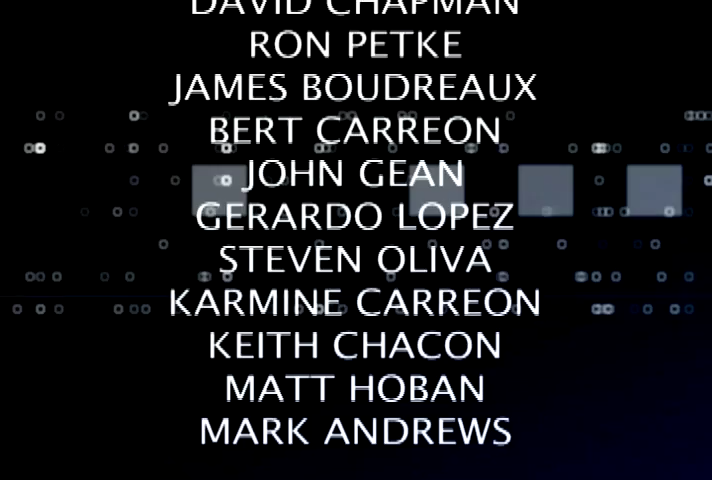 DAVID CHAPMAN
RON PETKE
JAMES BOUDREAUX
BERT CARREON
JOHN GEAN
GERARDO LOPEZ
STEVEN OLIVA
KARMINE CARREON
KEITH CHACON
MATT HOBAN
MARK ANDREWS